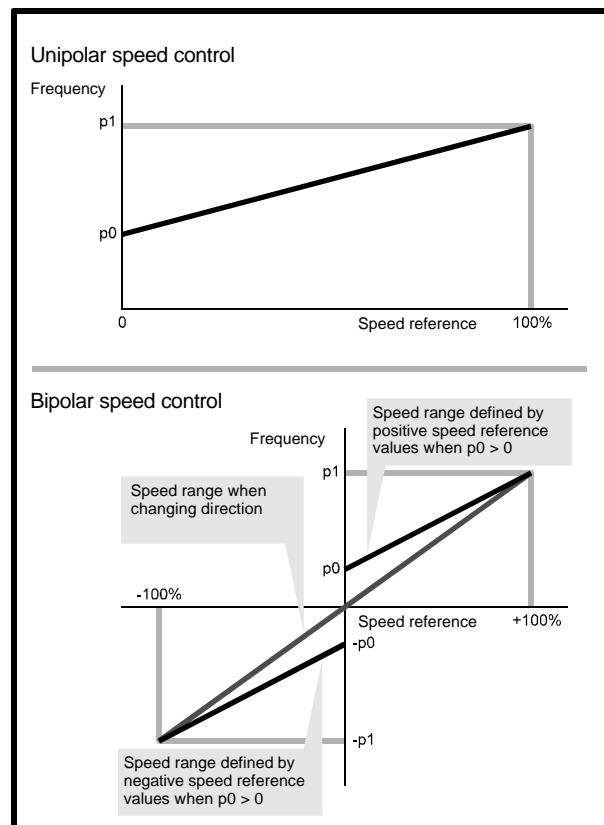 Unipolar speed control
Frequency
p1
p0
0
Speed reference
100%
Bipolar speed control
Speed range defined by
positive speed reference
values when p0 > 0
Frequency
p1
Speed range when
changing direction
p0
-100%
Speed reference
+100%
-p0
-p1
Speed range defined by
negative speed reference
values when p0 > 0